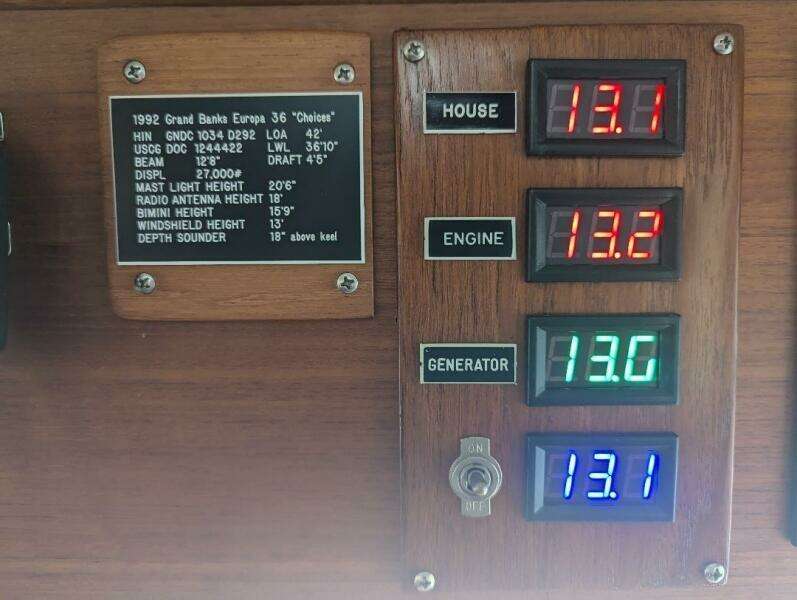 1992 Grand Banks Europa 36 "Choices"
HIN GNDC 1034 D292 LOA 42'
USCG DOC 1244422 LWL 36'10"
BEAM 12'8" DRAFT 4'5"
DISPL 27,000#
MAST LIGHT HEIGHT 20'6"
RADIO ANTENNA HEIGHT 18'
BIMINI HEIGHT 15'9"
WINDSHIELD HEIGHT 13'
DEPTH SOUNDER 18" above keel
HOUSE 13.1
ENGINE 13.2
GENERATOR 13.0
ON
OFF
13.1